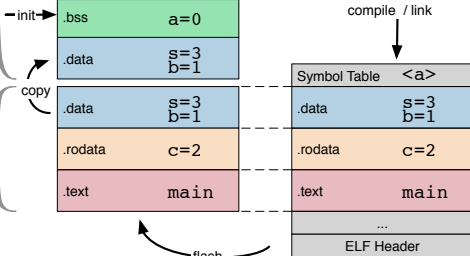 init
.bss a=0
.data s=3
b=1
copy
.data s=3
b=1
.rodata c=2
.text main
flash
compile / link
Symbol Table <a>
.data s=3
b=1
.rodata c=2
.text main
...
ELF Header